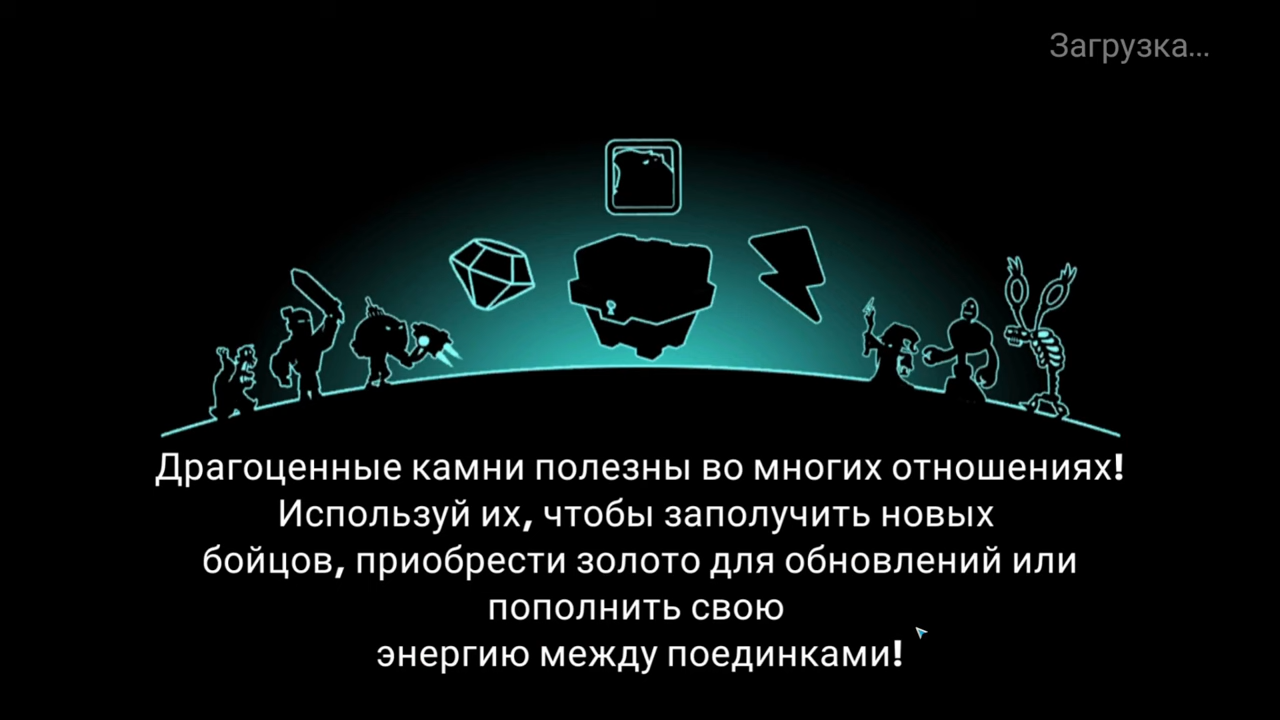 Загрузка...
Драгоценные камни полезны во многих отношениях!
Используй их, чтобы заполучить новых
бойцов, приобрести золото для обновлений или
пополнить свою
энергию между поединками!